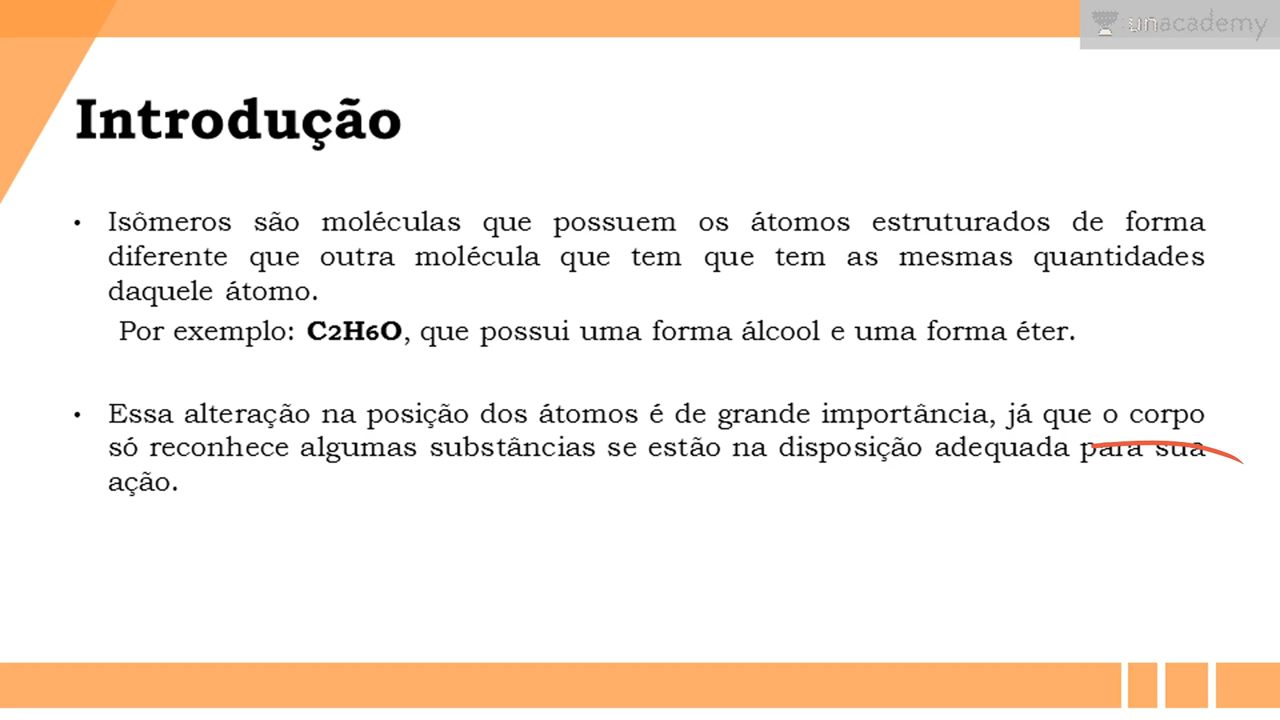 unacademy
Introdução
• Isômeros são moléculas que possuem os átomos estruturados de forma
diferente que outra molécula que tem que tem as mesmas quantidades
daquele átomo.
Por exemplo: C2H6O, que possui uma forma álcool e uma forma éter.
• Essa alteração na posição dos átomos é de grande importância, já que o corpo
só reconhece algumas substâncias se estão na disposição adequada para sua
ação.